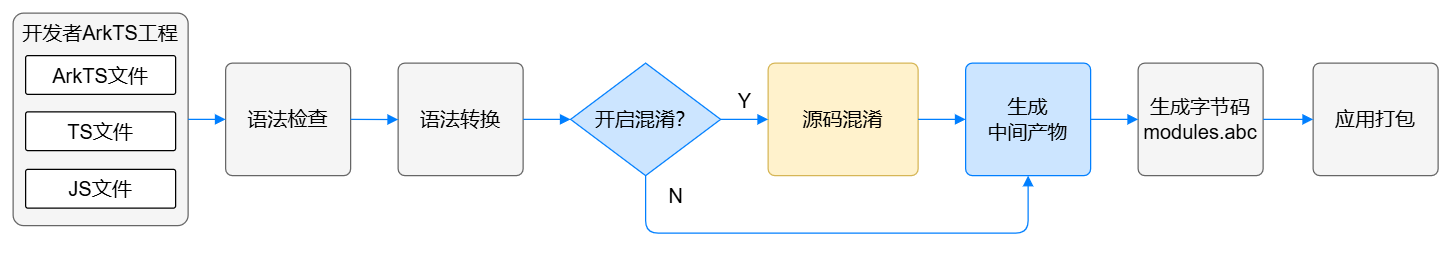 开发者ArkTS工程
ArkTS文件
TS文件
JS文件
语法检查
语法转换
开启混淆?
Y
N
源码混淆
生成
中间产物
生成字节码
modules.abc
应用打包